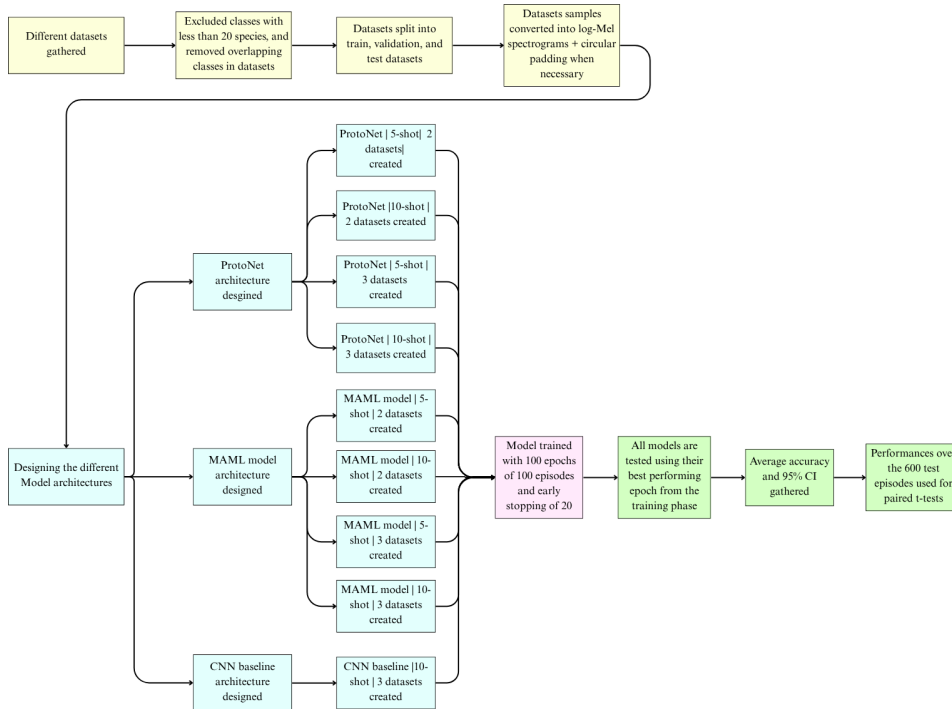 Different datasets
gathered
Excluded classes with
less than 20 species, and
removed overlapping
classes in datasets
Datasets split into
train, validation, and
test datasets
Datasets samples
converted into log-Mel
spectrograms + circular
padding when
necessary
Designing the different
Model architectures
ProtoNet
architecture
desgined
ProtoNet | 5-shot| 2
datasets|
created
ProtoNet |10-shot |
2 datasets created
ProtoNet | 5-shot |
3 datasets
created
ProtoNet | 10-shot |
3 datasets created
MAML model
architecture
designed
MAML model | 5-
shot | 2 datasets
created
MAML model | 10-
shot | 2 datasets
created
MAML model | 5-
shot | 3 datasets
created
MAML model | 10-
shot | 3 datasets
created
CNN baseline
architecture
designed
CNN baseline |10-
shot | 3 datasets
created
Model trained
with 100 epochs
of 100 episodes
and early
stopping of 20
All models are
tested using their
best performing
epoch from the
training phase
Average accuracy
and 95% CI
gathered
Performances over
the 600 test
episodes used for
paired t-tests